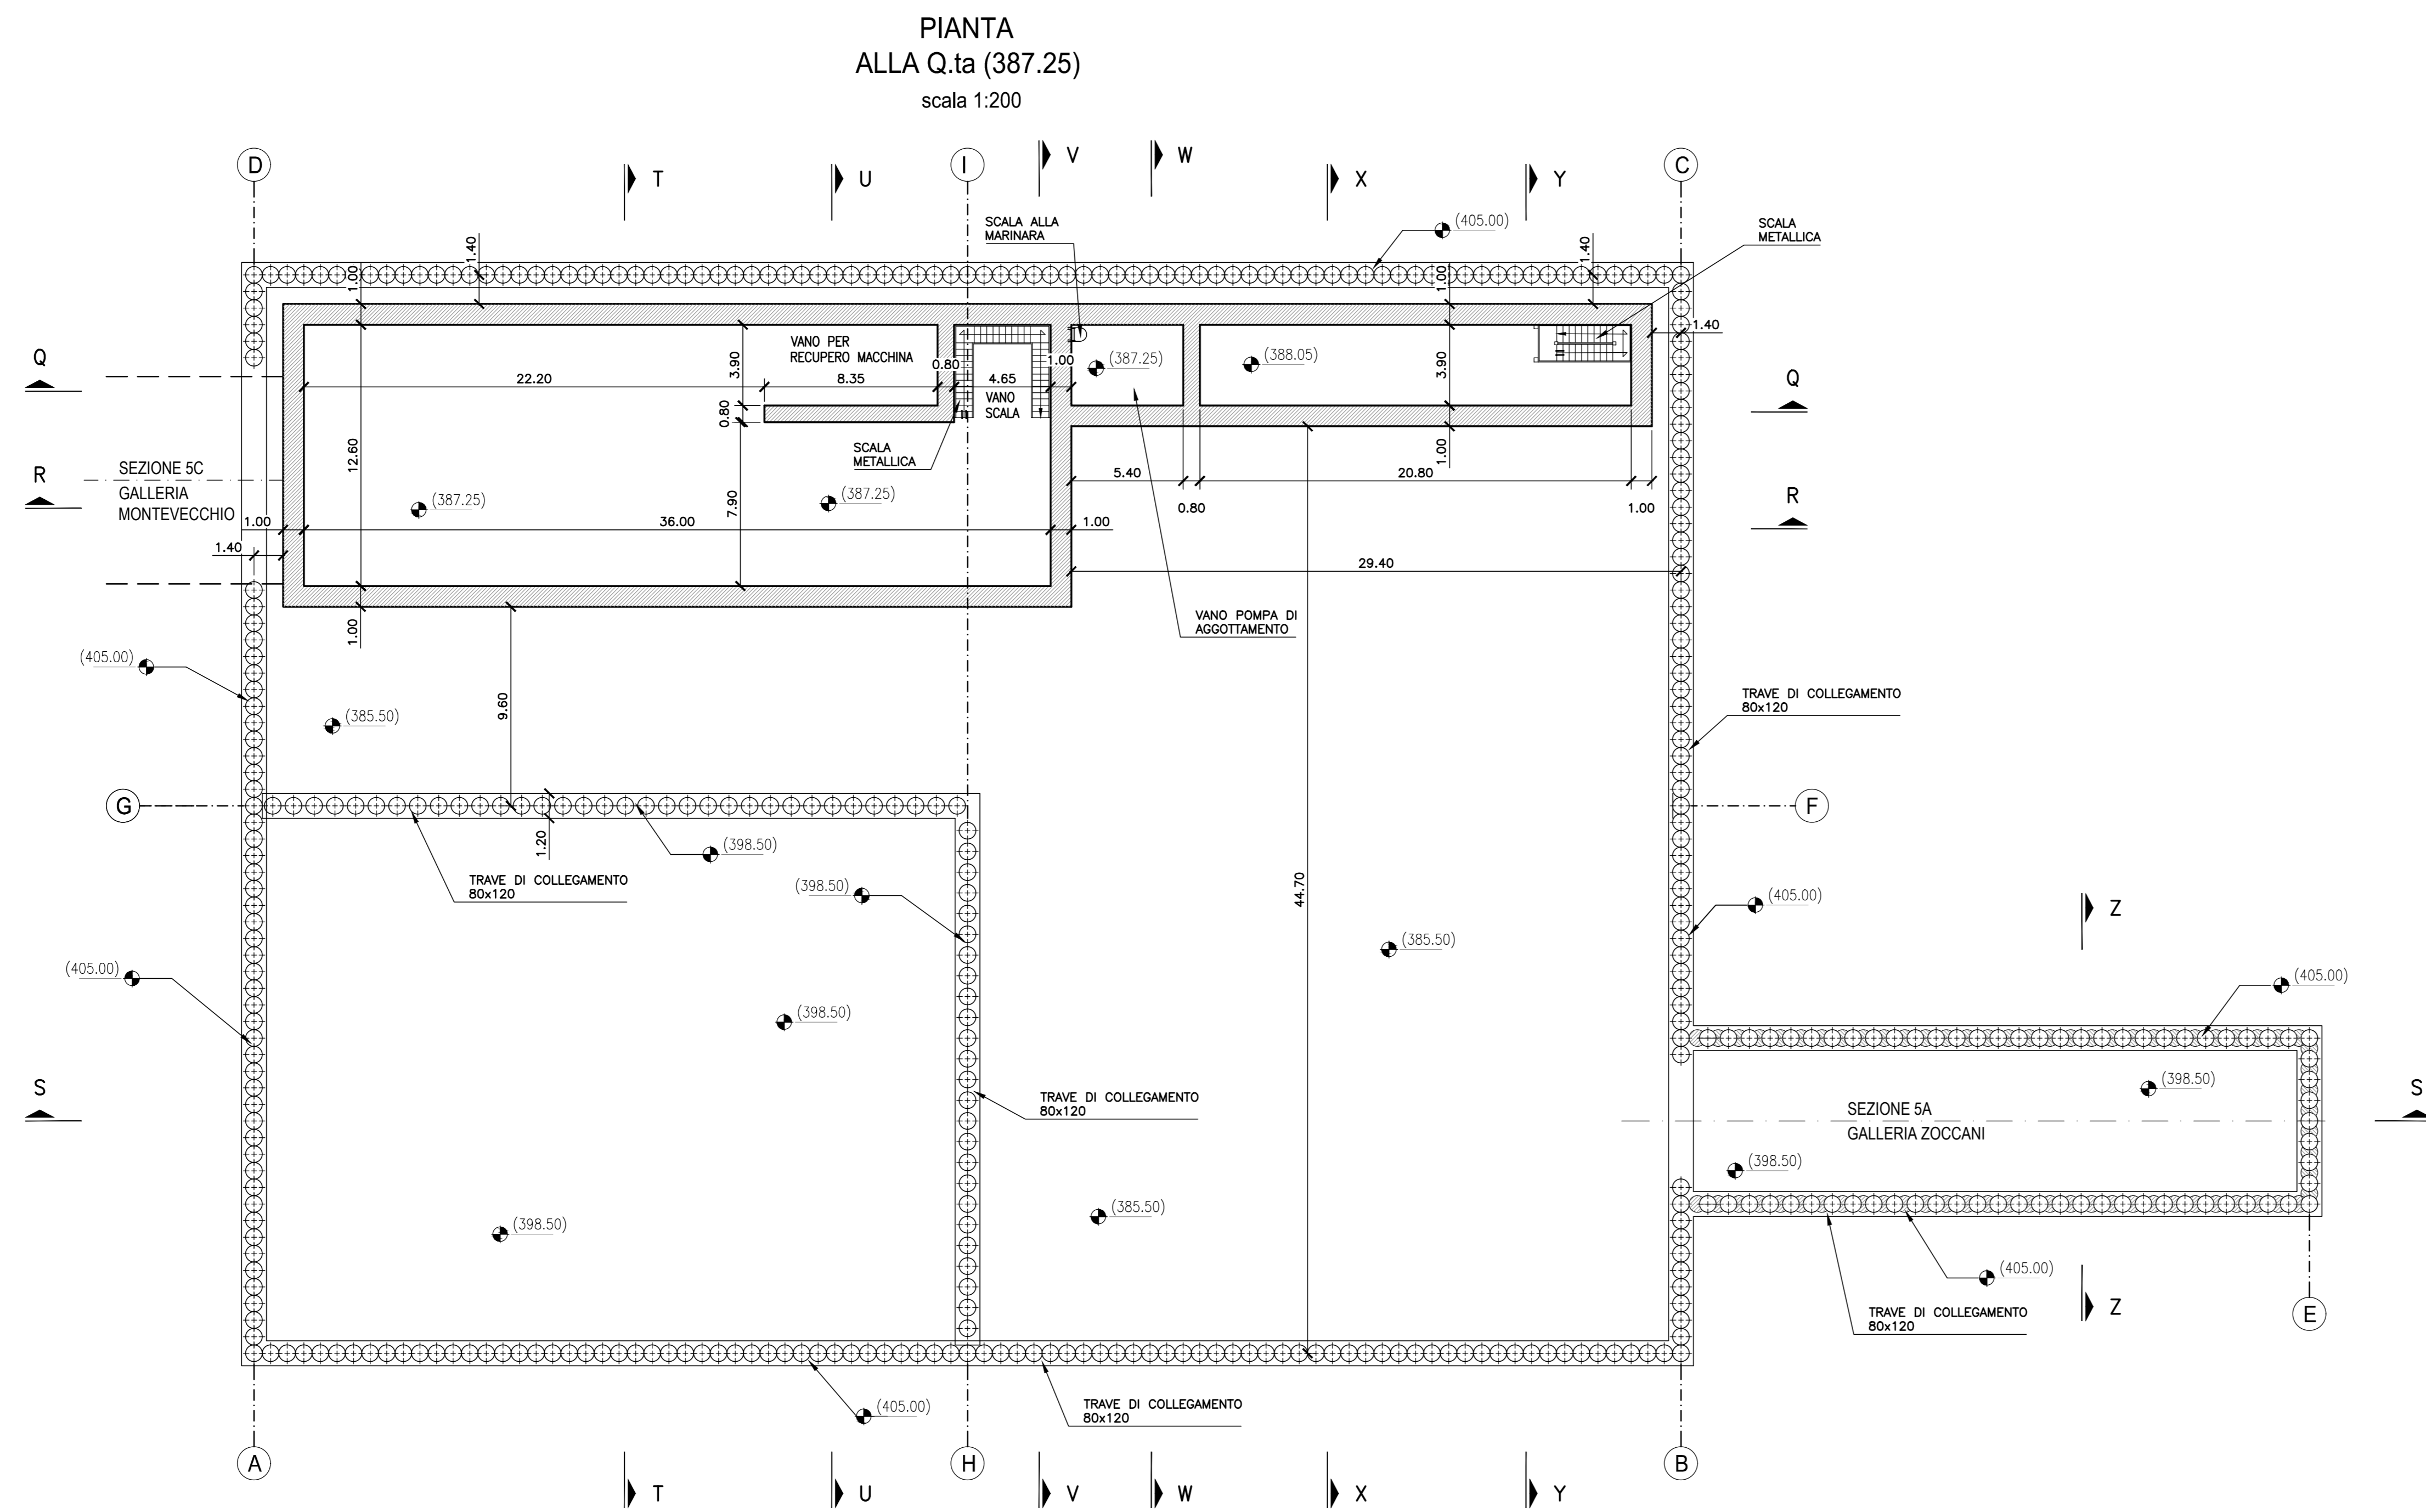 PIANTA
ALLA Q.ta (387.25)
scala 1:200
D
T
U
I
V
W
X
Y
C
SCALA ALLA
MARINARA
(405.00)
SCALA
METALLICA
1.40
1.00
1.00
1.40
1.40
Q
VANO PER
RECUPERO MACCHINA
3.90
0.80
1.00
(387.25)
(388.05)
3.90
22.20
8.35
4.65
VANO
SCALA
Q
0.80
SCALA
METALLICA
12.60
1.00
R
SEZIONE 5C
GALLERIA
MONTEVECCHIO
5.40
20.80
(387.25)
(387.25)
7.90
0.80
1.00
R
1.00
36.00
1.00
1.40
29.40
1.00
VANO POMPA DI
AGGOTTAMENTO
(405.00)
9.60
(385.50)
TRAVE DI COLLEGAMENTO
80x120
G
F
1.20
(398.50)
TRAVE DI COLLEGAMENTO
80x120
(398.50)
44.70
(405.00)
Z
(385.50)
(405.00)
(405.00)
(398.50)
S
(398.50)
S
TRAVE DI COLLEGAMENTO
80x120
SEZIONE 5A
GALLERIA ZOCCANI
(398.50)
(385.50)
(398.50)
(405.00)
TRAVE DI COLLEGAMENTO
80x120
Z
E
(405.00)
TRAVE DI COLLEGAMENTO
80x120
A
H
B
T
U
V
W
X
Y